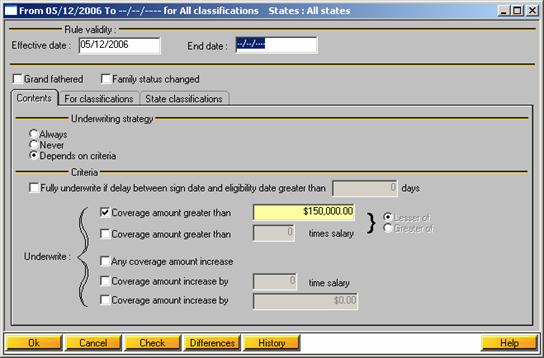 From 05/12/2006 To --/--/---- for All classifications States : All states
Rule validity :
Effective date : 05/12/2006 End date : --/--/----
Grand fathered Family status changed
Contents For classifications State classifications
Underwriting strategy
Always
Never
Depends on criteria
Criteria
Fully underwrite if delay between sign date and eligibility date greater than 0 days
Coverage amount greater than $150,000.00 Lesser of
Coverage amount greater than 0 times salary Greater of
Underwrite : Any coverage amount increase
Coverage amount increase by 0 time salary
Coverage amount increase by $0.00
Ok Cancel Check Differences History Help